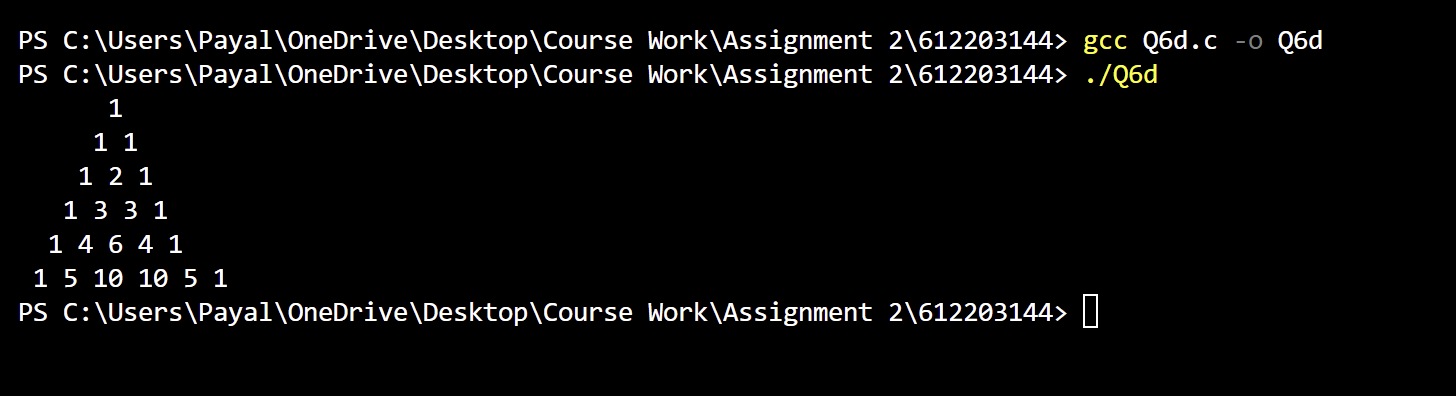 PS C:\Users\Payal\OneDrive\Desktop\Course Work\Assignment 2\612203144> gcc Q6d.c -o Q6d
PS C:\Users\Payal\OneDrive\Desktop\Course Work\Assignment 2\612203144> ./Q6d
      1
     1 1
    1 2 1
   1 3 3 1
  1 4 6 4 1
 1 5 10 10 5 1
PS C:\Users\Payal\OneDrive\Desktop\Course Work\Assignment 2\612203144>